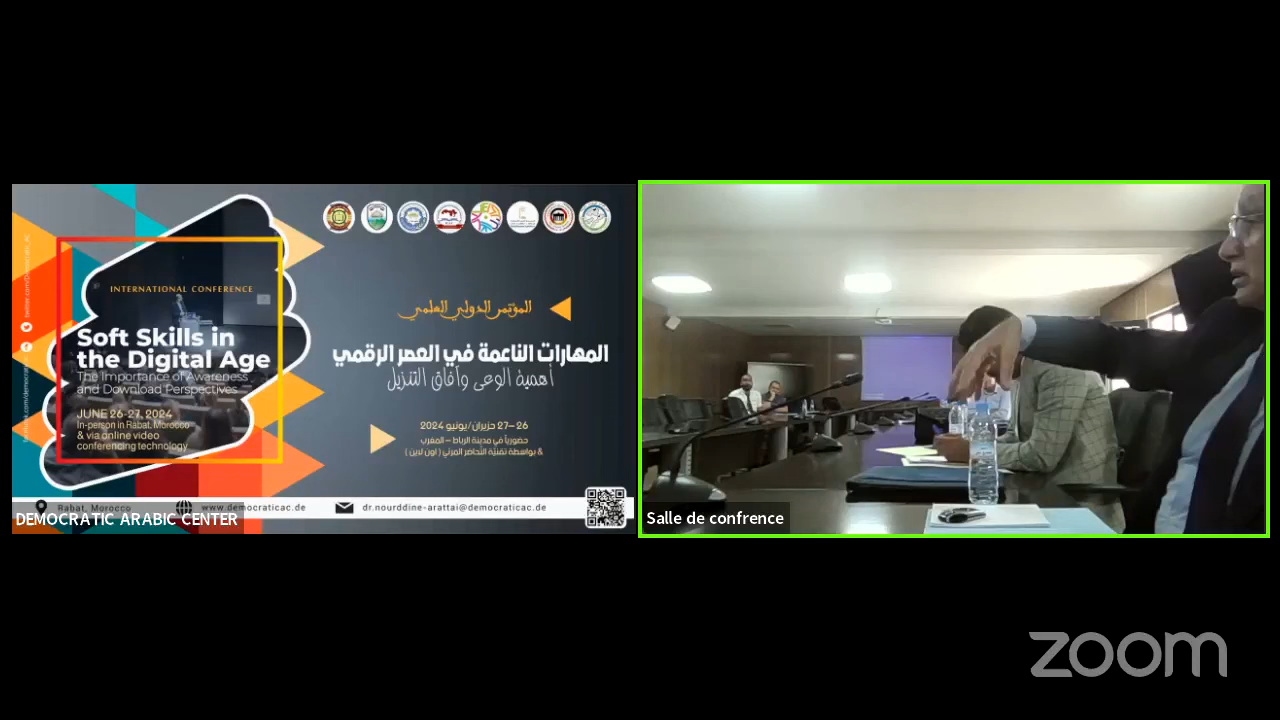 INTERNATIONAL CONFERENCE
Soft Skills in
the Digital Age
The Importance of Awareness
and Download Perspectives
JUNE 26-27, 2024
In-person in Rabat, Morocco
& via online video
conferencing technology
المؤتمر الدولي العلمي
المهارات الناعمة في العصر الرقمي
أهمية الوعي وآفاق التنزيل
26–27 حزيران/يونيو 2024
حضورياً في مدينة الرباط – المغرب
& بواسطة تقنيّة التّحاضر المرئي ( اون لاين )
Rabat, Morocco
www.democraticac.de
dr.nourddine-arattai@democraticac.de
DEMOCRATIC ARABIC CENTER
Salle de confrence
zoom